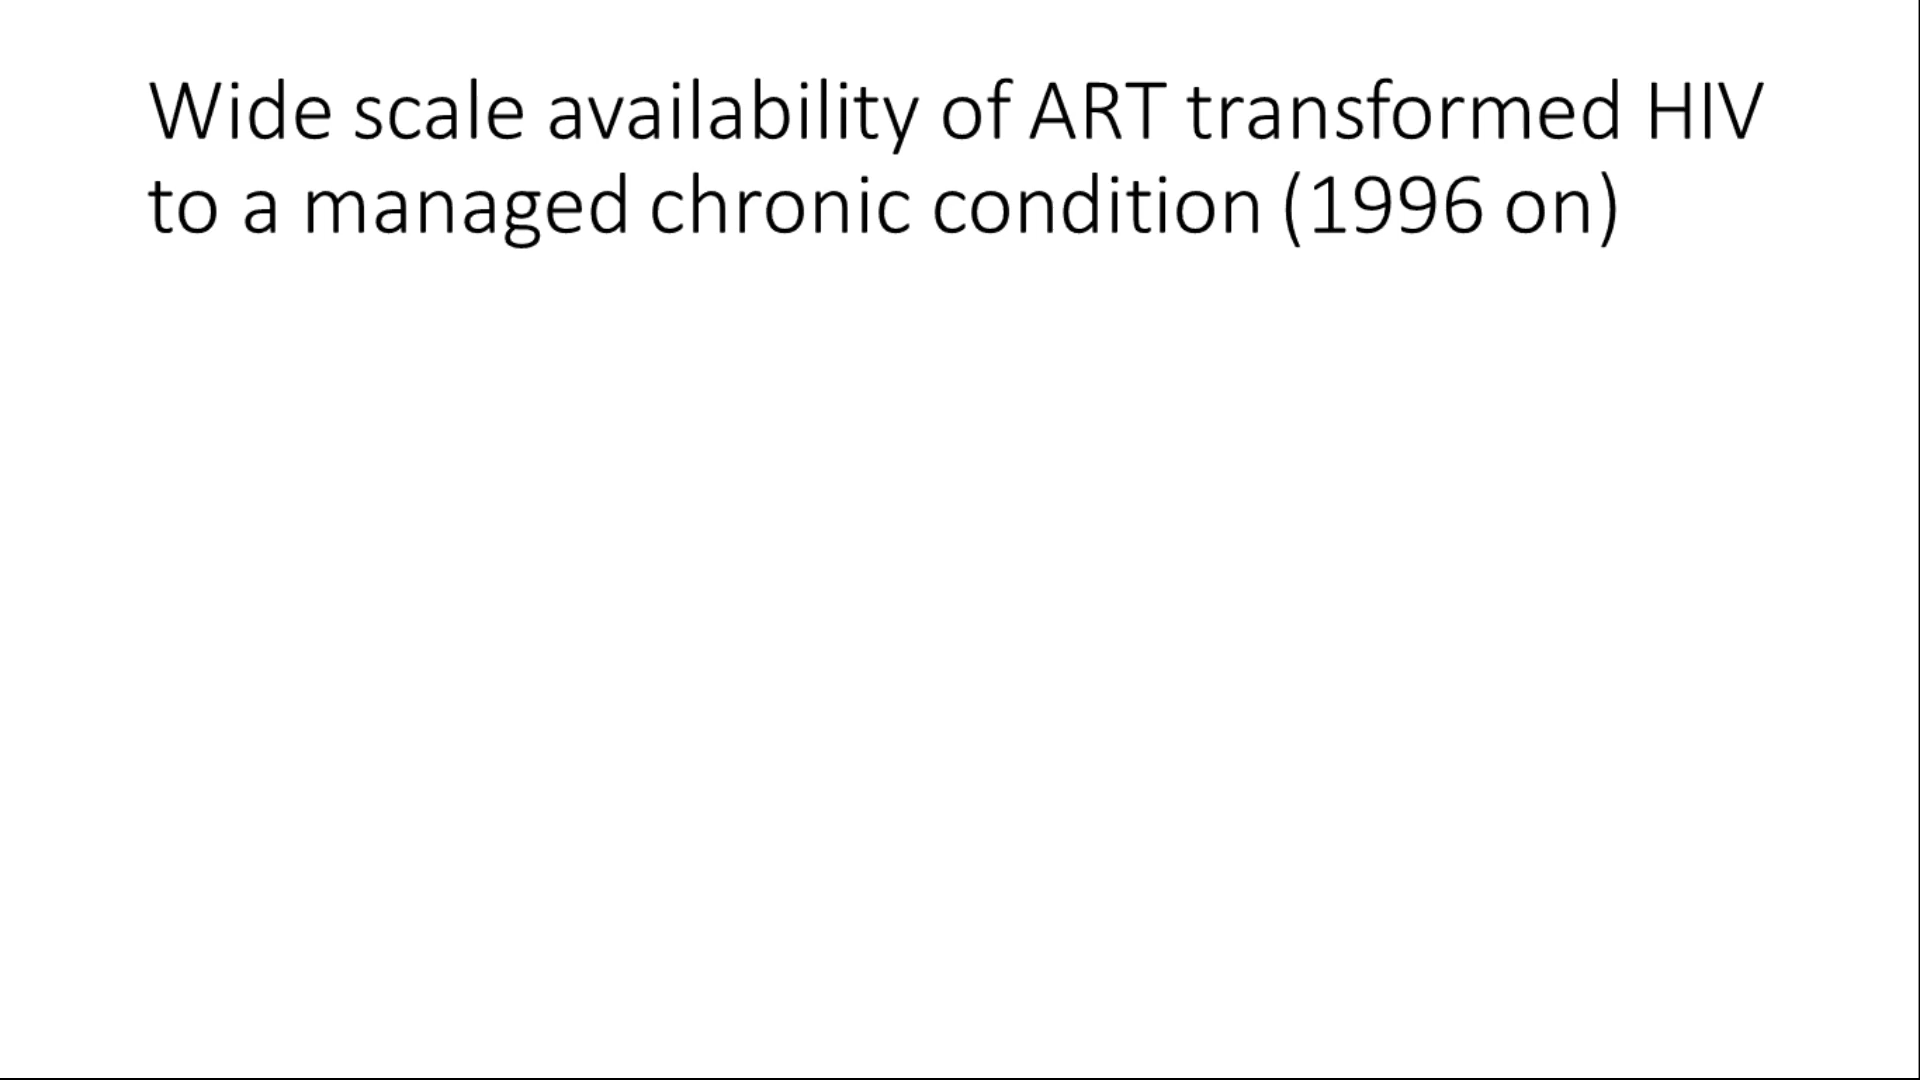 Wide scale availability of ART transformed HIV
to a managed chronic condition (1996 on)